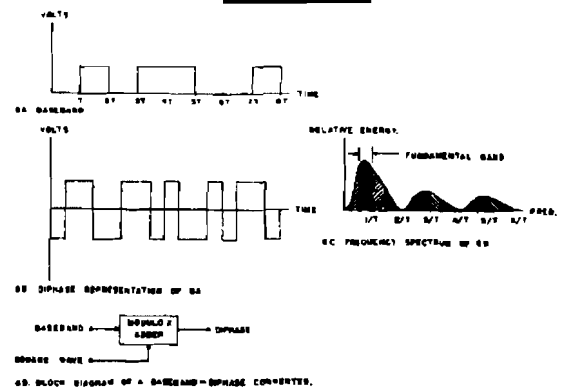 VOLTS
T 2T 3T 4T 5T 6T 7T 8T TIME
6A BASEBAND
VOLTS
TIME
6B DIPHASE REPRESENTATION OF 6A
RELATIVE ENERGY
FUNDAMENTAL BAND
1/T 2/T 3/T 4/T 5/T 6/T FREQ.
6C FREQUENCY SPECTRUM OF 6B
BASEBAND
MODULO 2
ADDER
DIPHASE
SQUARE WAVE
6D. BLOCK DIAGRAM OF A BASEBAND-DIPHASE CONVERTER.